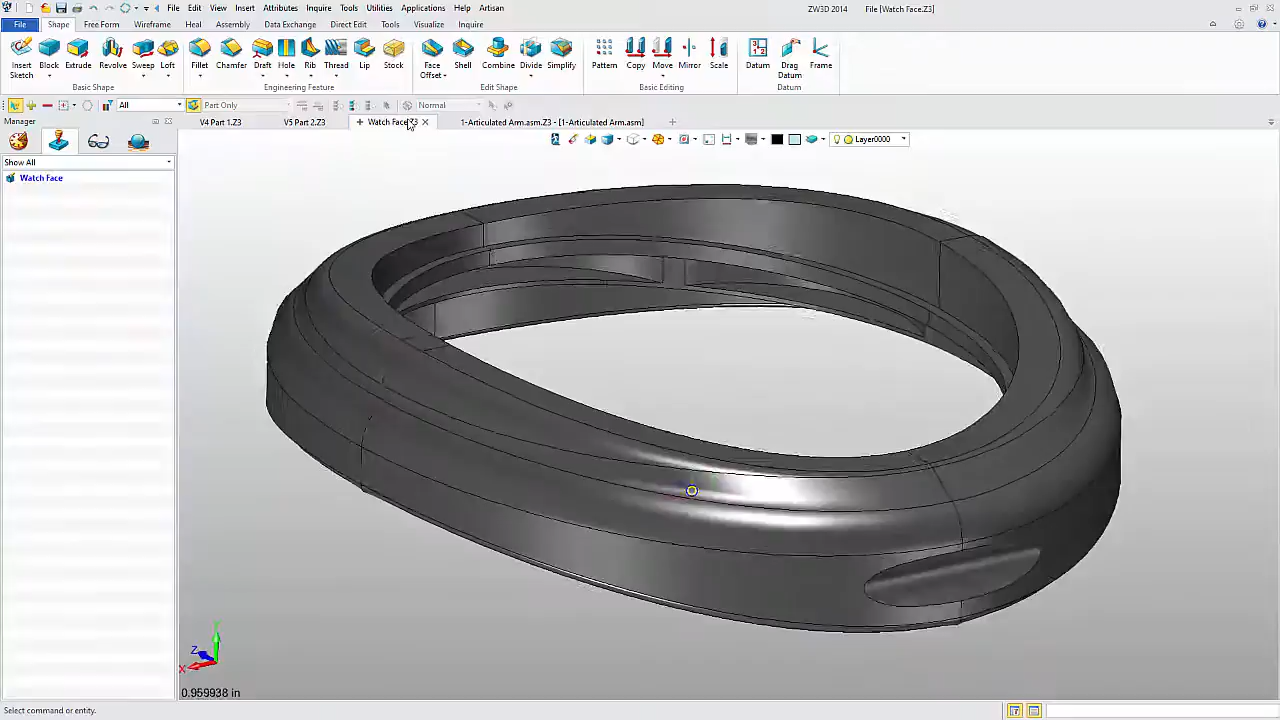 File Edit View Insert Attributes Inquire Tools Utilities Applications Help Artisan ZW3D 2014 File [Watch Face.Z3]
File Shape Free Form Wireframe Heal Assembly Data Exchange Direct Edit Tools Visualize Inquire
Insert Sketch Block Extrude Revolve Sweep Loft Fillet Chamfer Draft Hole Rib Thread Lip Stock Face Offset Shell Combine Divide Simplify Pattern Copy Move Mirror Scale Datum Drag Datum Frame
Basic Shape Engineering Feature Edit Shape Basic Editing Datum
All Part Only Normal
Manager V4 Part 1.Z3 V5 Part 2.Z3 Watch Face.Z3 1-Articulated Arm.asm.Z3 - [1-Articulated Arm.asm]
Layer0000
Show All
Watch Face
Y
Z
X
0.959938 in
Select command or entity.